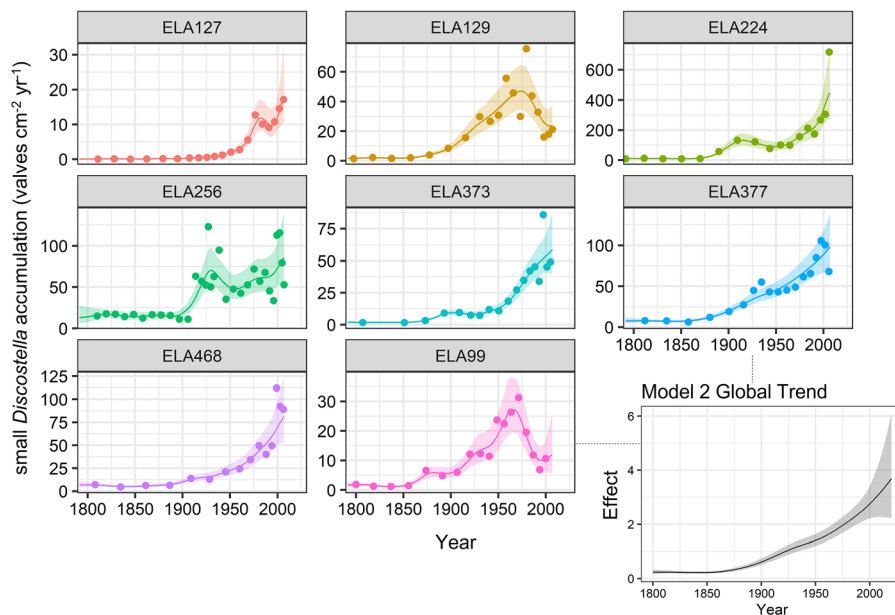 ELA127
ELA129
ELA224
30
20
10
0
60
40
20
0
600
400
200
0
ELA256
ELA373
ELA377
100
50
0
75
50
25
0
100
50
0
1800 1850 1900 1950 2000
ELA468
ELA99
125
100
75
50
25
0
30
20
10
0
1800 1850 1900 1950 2000
1800 1850 1900 1950 2000
small Discostella accumulation (valves cm⁻² yr⁻¹)
Year
Model 2 Global Trend
6
4
2
0
Effect
1800 1850 1900 1950 2000
Year